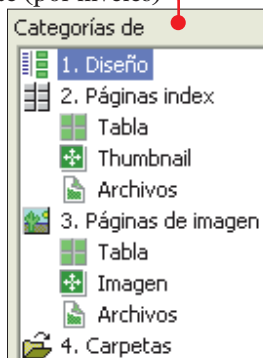 (por niveles)
Categorías de
1. Diseño
2. Páginas index
Tabla
Thumbnail
Archivos
3. Páginas de imagen
Tabla
Imagen
Archivos
4. Carpetas